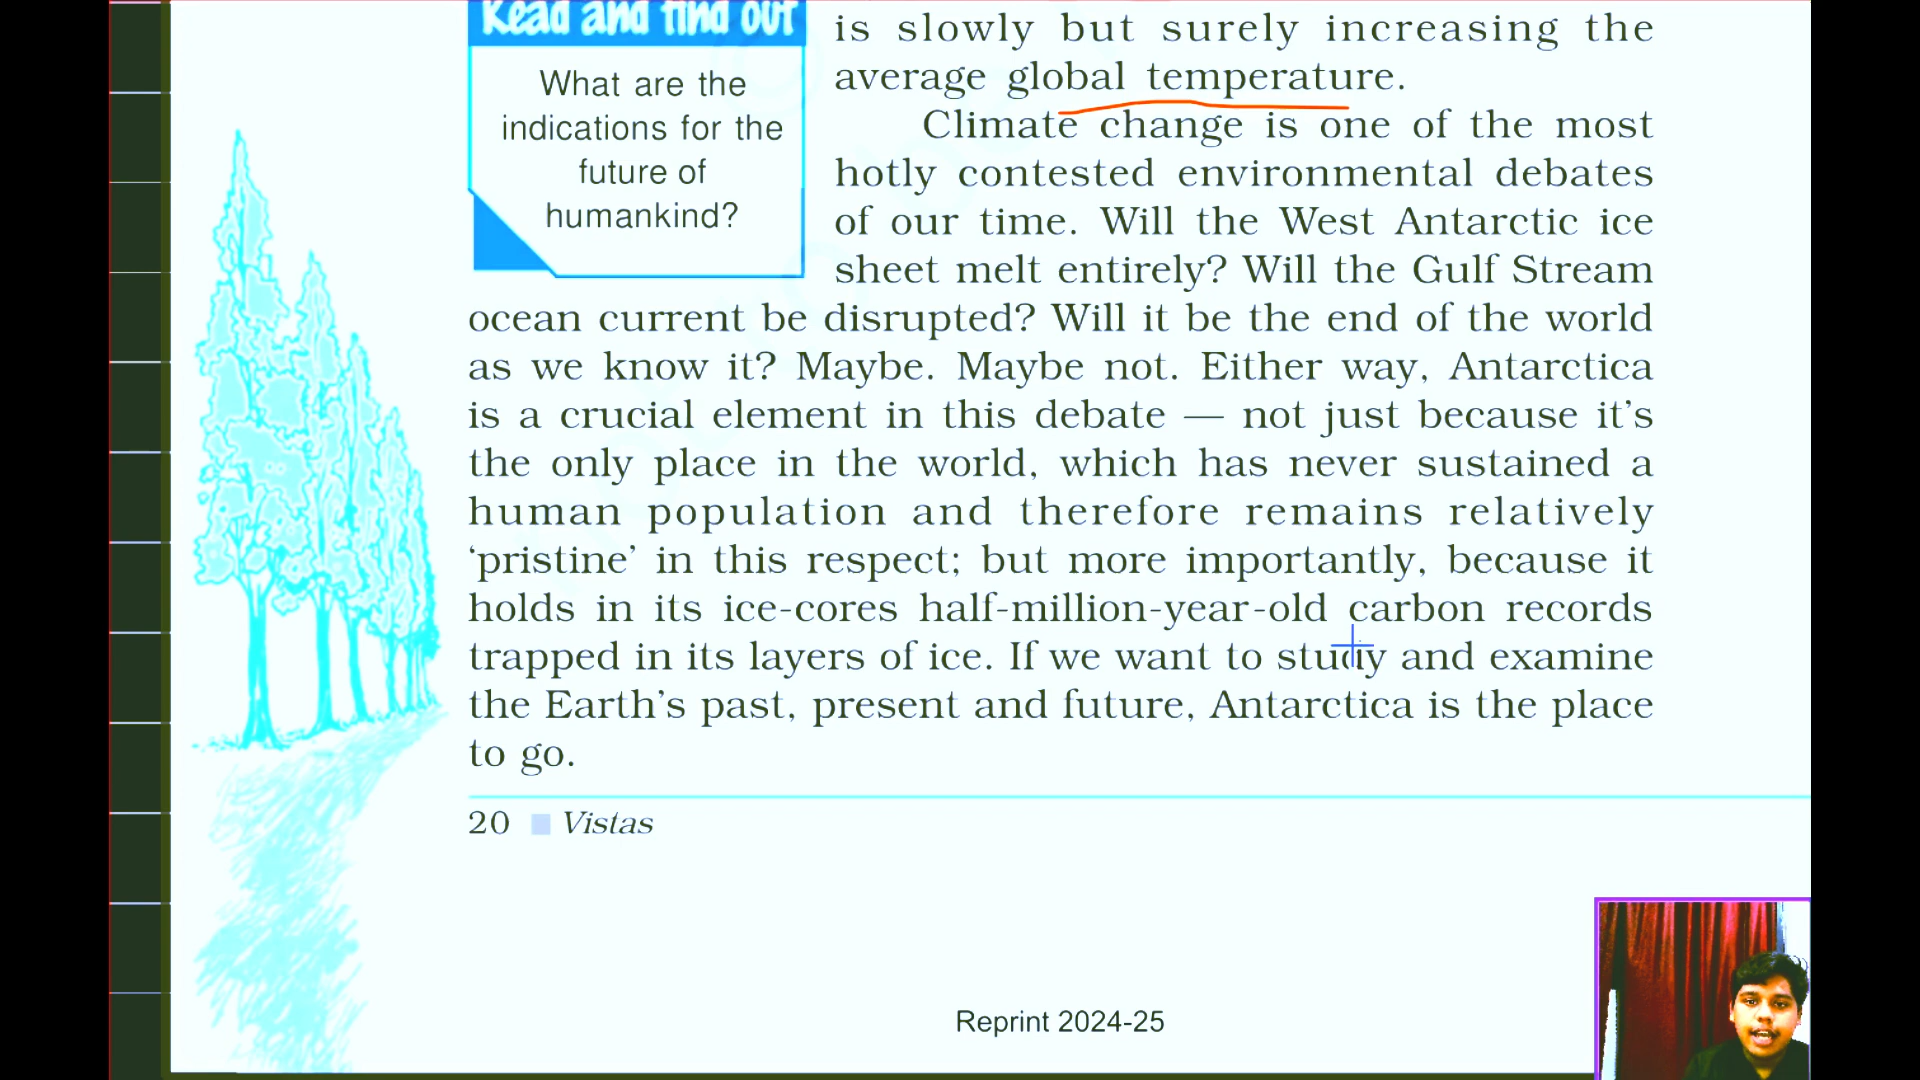 Read and find out
What are the
indications for the
future of
humankind?
is slowly but surely increasing the
average global temperature.
Climate change is one of the most
hotly contested environmental debates
of our time. Will the West Antarctic ice
sheet melt entirely? Will the Gulf Stream
ocean current be disrupted? Will it be the end of the world
as we know it? Maybe. Maybe not. Either way, Antarctica
is a crucial element in this debate — not just because it's
the only place in the world, which has never sustained a
human population and therefore remains relatively
‘pristine’ in this respect; but more importantly, because it
holds in its ice-cores half-million-year-old carbon records
trapped in its layers of ice. If we want to study and examine
the Earth’s past, present and future, Antarctica is the place
to go.
20 Vistas
Reprint 2024-25